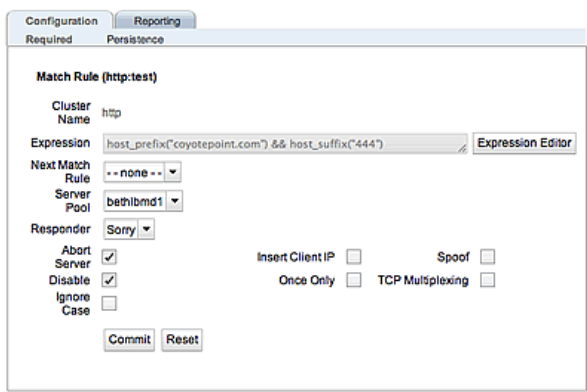 Configuration Reporting
Required Persistence
Match Rule (http:test)
Cluster Name http
Expression host_prefix("coyotepoint.com") && host_suffix("444") Expression Editor
Next Match Rule - - none - -
Server Pool bethlbmd1
Responder Sorry
Abort Server Insert Client IP Spoof
Disable Once Only TCP Multiplexing
Ignore Case
Commit Reset